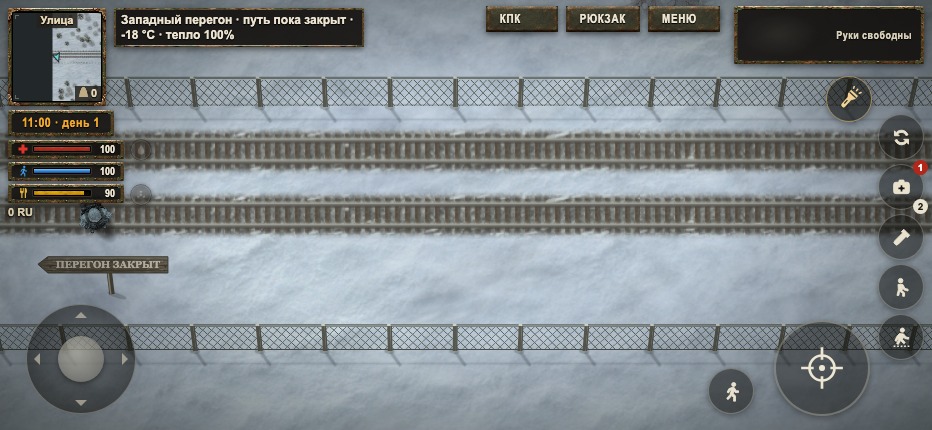 Улица
Западный перегон · путь пока закрыт ·
-18 °C · тепло 100%
КПК
РЮКЗАК
МЕНЮ
Руки свободны
0
11:00 · день 1
100
100
90
0 RU
1
2
ПЕРЕГОН ЗАКРЫТ